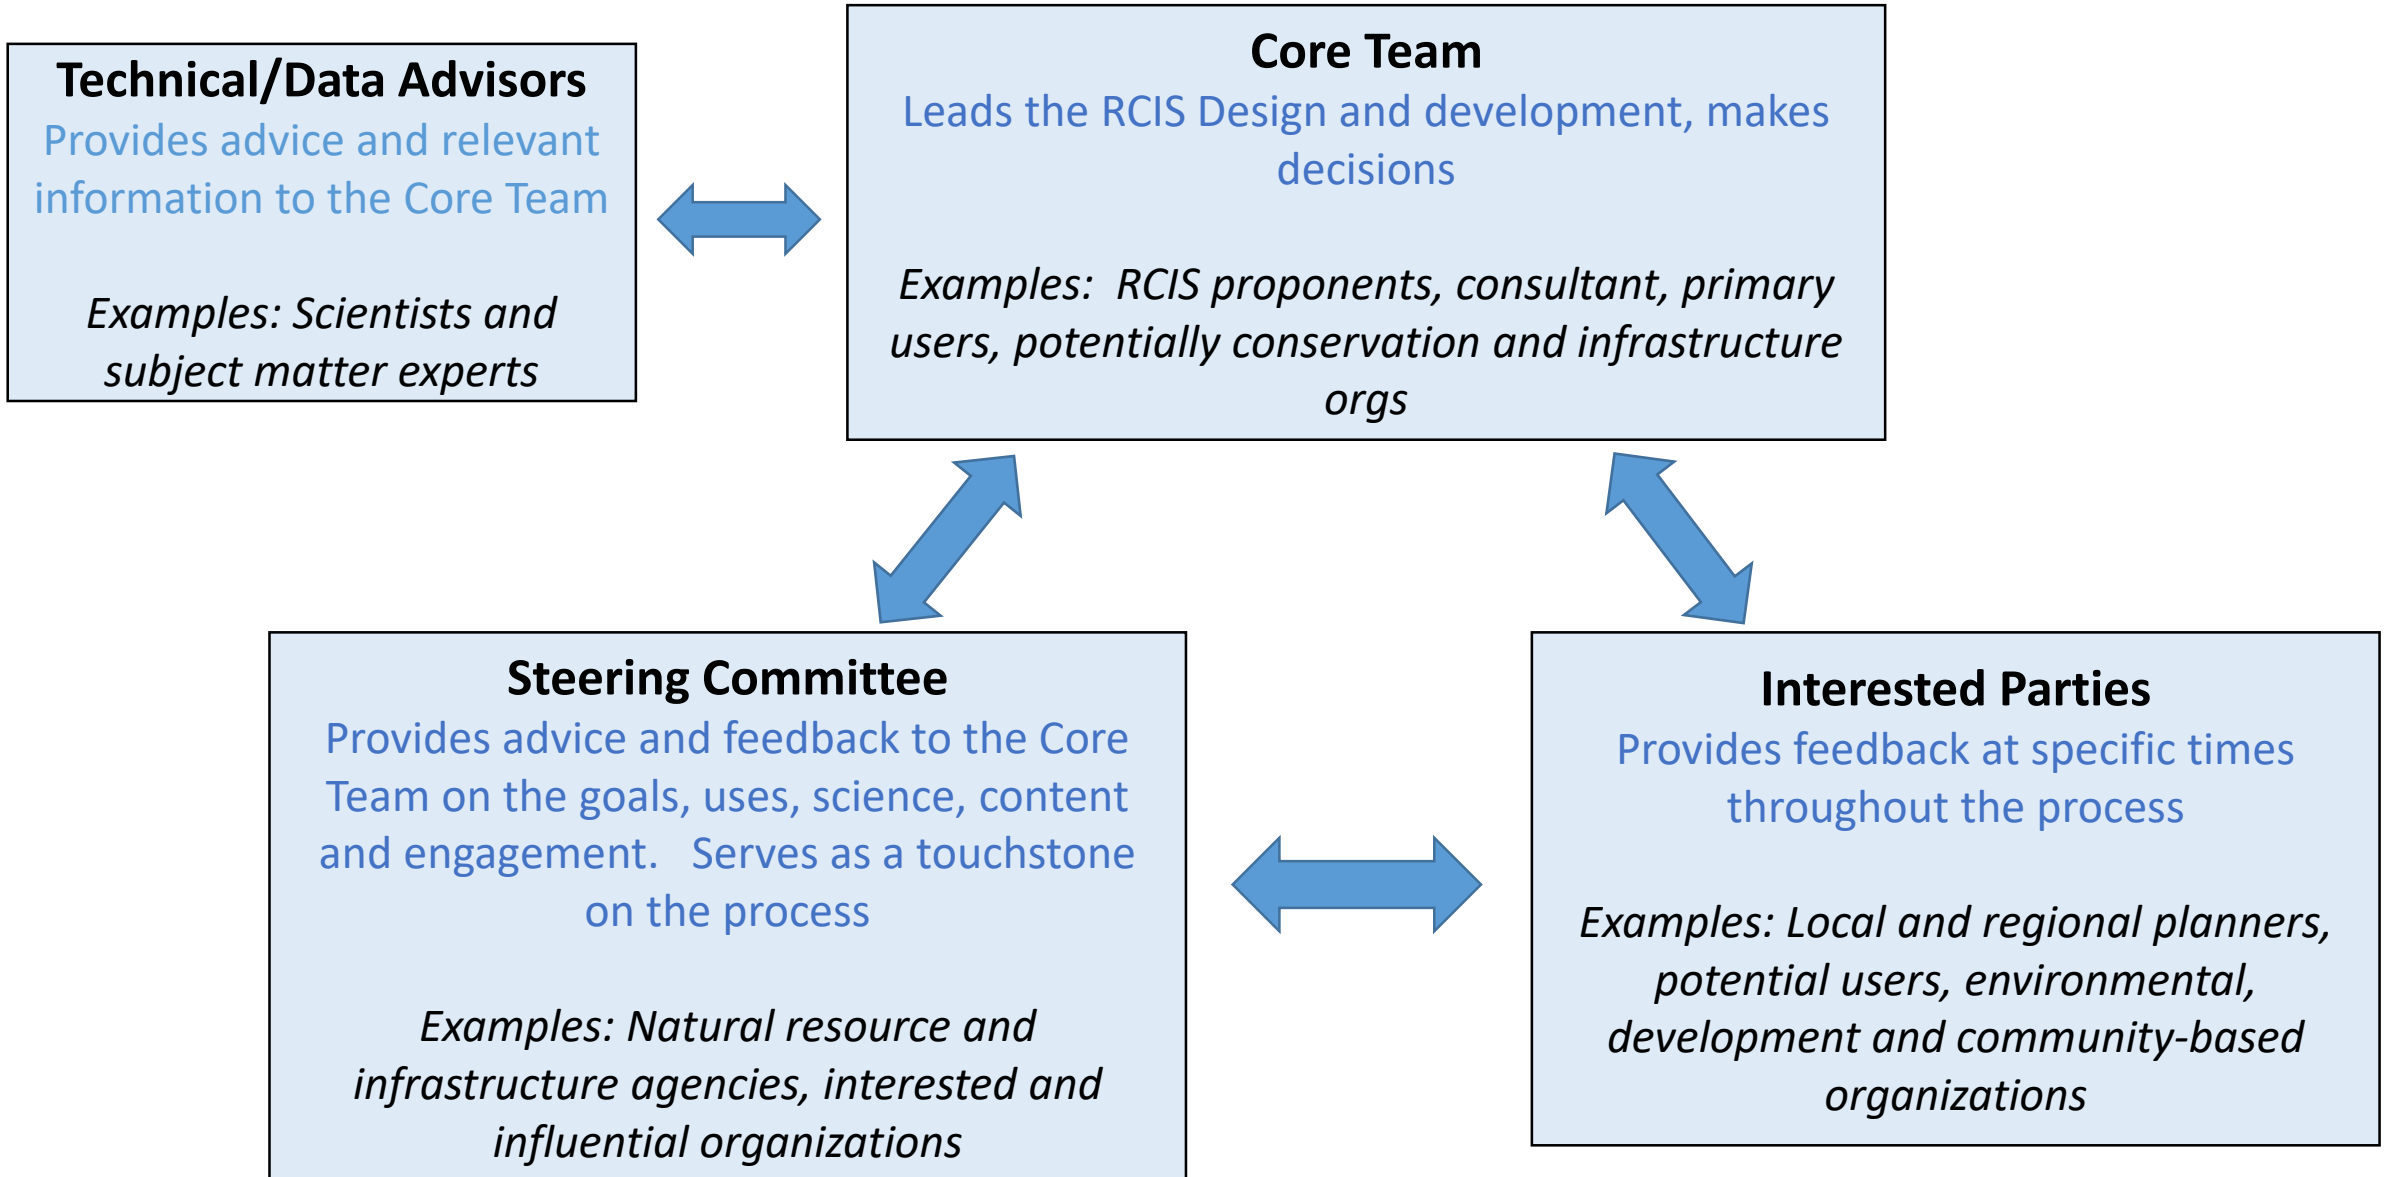 Technical/Data Advisors
Provides advice and relevant
information to the Core Team
Examples: Scientists and
subject matter experts
Core Team
Leads the RCIS Design and development, makes
decisions
Examples:  RCIS proponents, consultant, primary
users, potentially conservation and infrastructure
orgs
Steering Committee
Provides advice and feedback to the Core
Team on the goals, uses, science, content
and engagement.   Serves as a touchstone
on the process
Examples: Natural resource and
infrastructure agencies, interested and
influential organizations
Interested Parties
Provides feedback at specific times
throughout the process
Examples: Local and regional planners,
potential users, environmental,
development and community-based
organizations